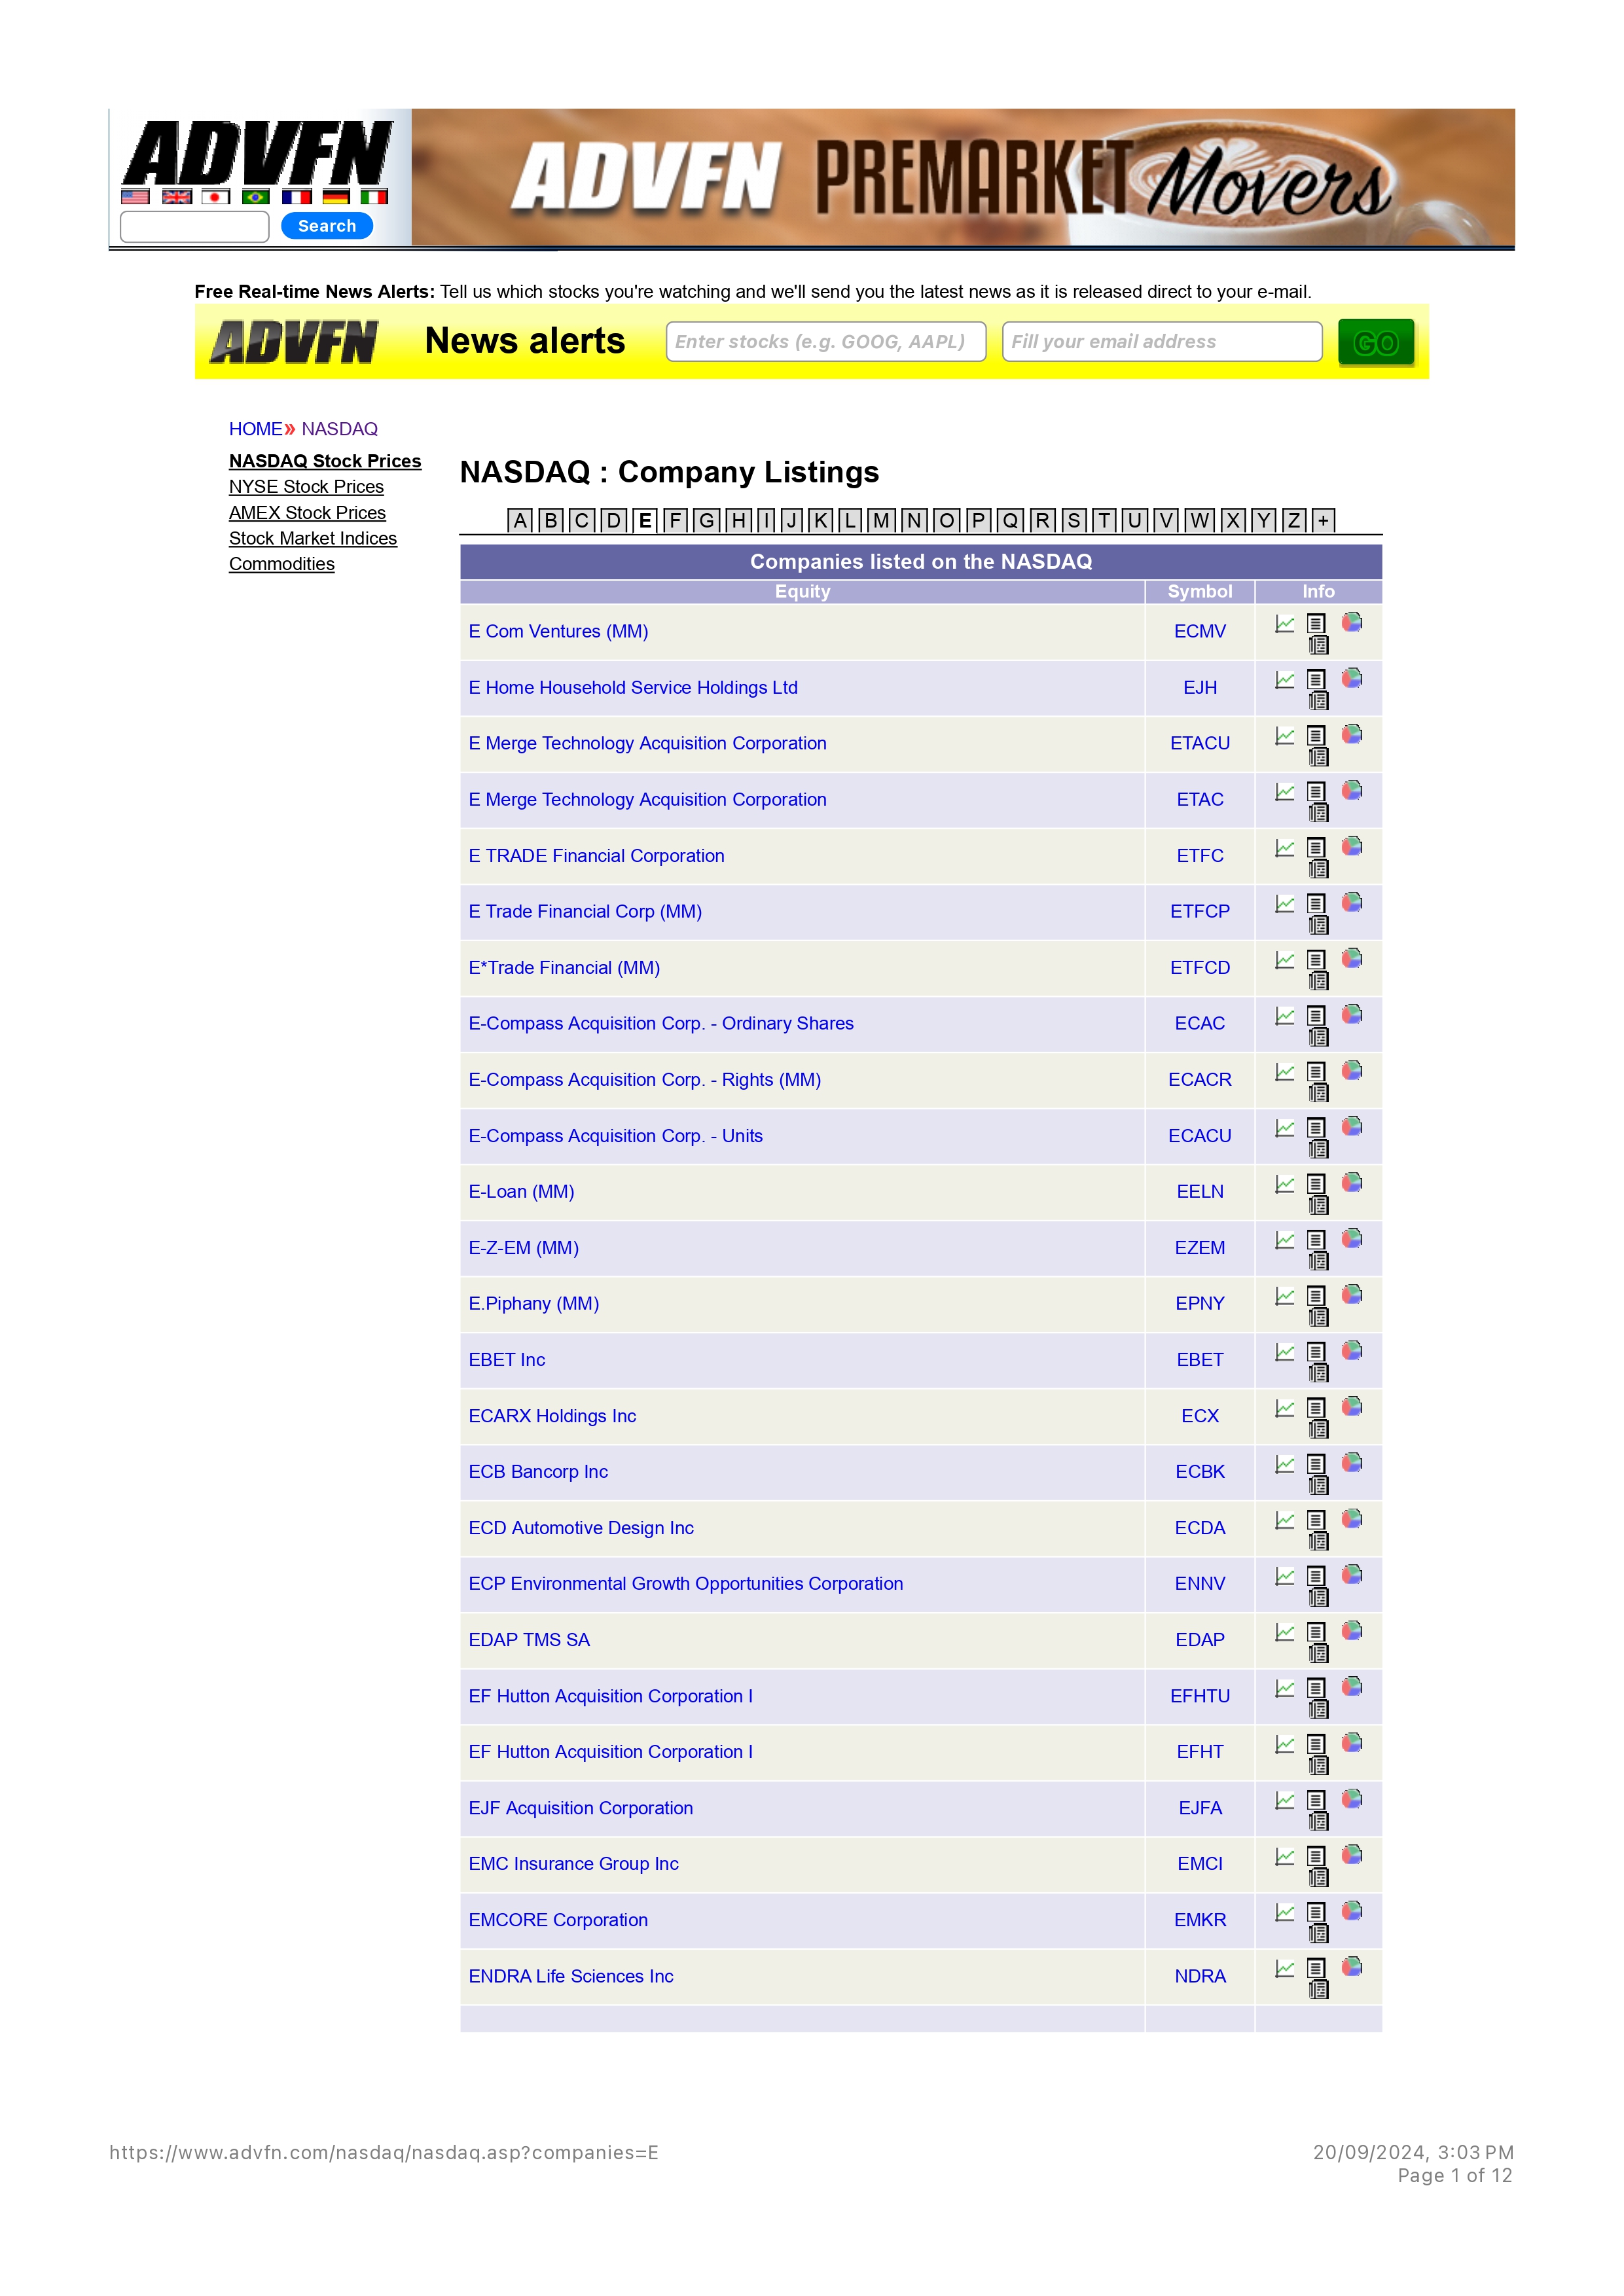 ADVFN
Search
ADVFN PREMARKET Movers
Free Real-time News Alerts: Tell us which stocks you're watching and we'll send you the latest news as it is released direct to your e-mail.
ADVFN News alerts Enter stocks (e.g. GOOG, AAPL) Fill your email address GO
HOME» NASDAQ
NASDAQ Stock Prices
NYSE Stock Prices
AMEX Stock Prices
Stock Market Indices
Commodities
NASDAQ : Company Listings
A B C D E F G H I J K L M N O P Q R S T U V W X Y Z +
Companies listed on the NASDAQ
Equity Symbol Info
E Com Ventures (MM) ECMV
E Home Household Service Holdings Ltd EJH
E Merge Technology Acquisition Corporation ETACU
E Merge Technology Acquisition Corporation ETAC
E TRADE Financial Corporation ETFC
E Trade Financial Corp (MM) ETFCP
E*Trade Financial (MM) ETFCD
E-Compass Acquisition Corp. - Ordinary Shares ECAC
E-Compass Acquisition Corp. - Rights (MM) ECACR
E-Compass Acquisition Corp. - Units ECACU
E-Loan (MM) EELN
E-Z-EM (MM) EZEM
E.Piphany (MM) EPNY
EBET Inc EBET
ECARX Holdings Inc ECX
ECB Bancorp Inc ECBK
ECD Automotive Design Inc ECDA
ECP Environmental Growth Opportunities Corporation ENNV
EDAP TMS SA EDAP
EF Hutton Acquisition Corporation I EFHTU
EF Hutton Acquisition Corporation I EFHT
EJF Acquisition Corporation EJFA
EMC Insurance Group Inc EMCI
EMCORE Corporation EMKR
ENDRA Life Sciences Inc NDRA
https://www.advfn.com/nasdaq/nasdaq.asp?companies=E 20/09/2024, 3:03 PM
Page 1 of 12